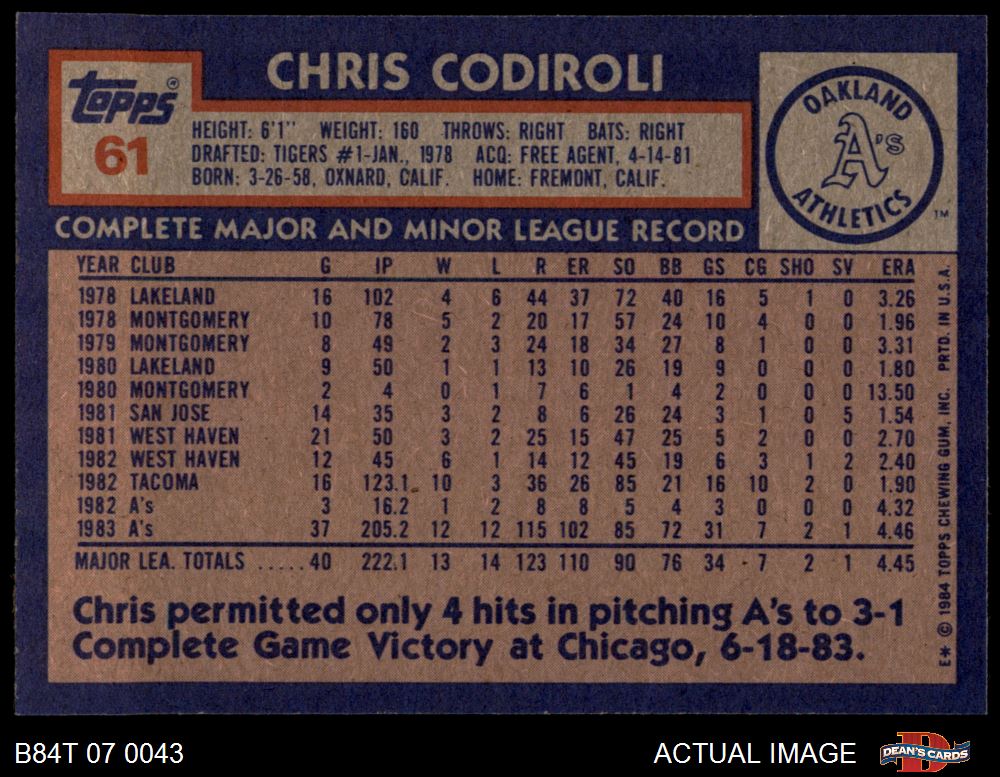 CHRIS CODIROLI
topps®
61
HEIGHT: 6'1" WEIGHT: 160 THROWS: RIGHT BATS: RIGHT
DRAFTED: TIGERS #1-JAN., 1978 ACQ: FREE AGENT, 4-14-81
BORN: 3-26-58, OXNARD, CALIF. HOME: FREMONT, CALIF.
OAKLAND
A's
ATHLETICS
TM
COMPLETE MAJOR AND MINOR LEAGUE RECORD
YEAR CLUB G IP W L R ER SO BB GS CG SHO SV ERA
1978 LAKELAND 16 102 4 6 44 37 72 40 16 5 1 0 3.26
1978 MONTGOMERY 10 78 5 2 20 17 57 24 10 4 0 0 1.96
1979 MONTGOMERY 8 49 2 3 24 18 34 27 8 1 0 0 3.31
1980 LAKELAND 9 50 1 1 13 10 26 19 9 0 0 0 1.80
1980 MONTGOMERY 2 4 0 1 7 6 1 4 2 0 0 0 13.50
1981 SAN JOSE 14 35 3 2 8 6 26 24 3 1 0 5 1.54
1981 WEST HAVEN 21 50 3 2 25 15 47 25 5 2 0 0 2.70
1982 WEST HAVEN 12 45 6 1 14 12 45 19 6 3 1 2 2.40
1982 TACOMA 16 123.1 10 3 36 26 85 21 16 10 2 0 1.90
1982 A's 3 16.2 1 2 8 8 5 4 3 0 0 0 4.32
1983 A's 37 205.2 12 12 115 102 85 72 31 7 2 1 4.46
MAJOR LEA. TOTALS .....40 222.1 13 14 123 110 90 76 34 7 2 1 4.45
Chris permitted only 4 hits in pitching A's to 3-1
Complete Game Victory at Chicago, 6-18-83.
E* © 1984 TOPPS CHEWING GUM, INC. PRTD. IN U.S.A.
B84T 07 0043
ACTUAL IMAGE
DEAN'S CARDS